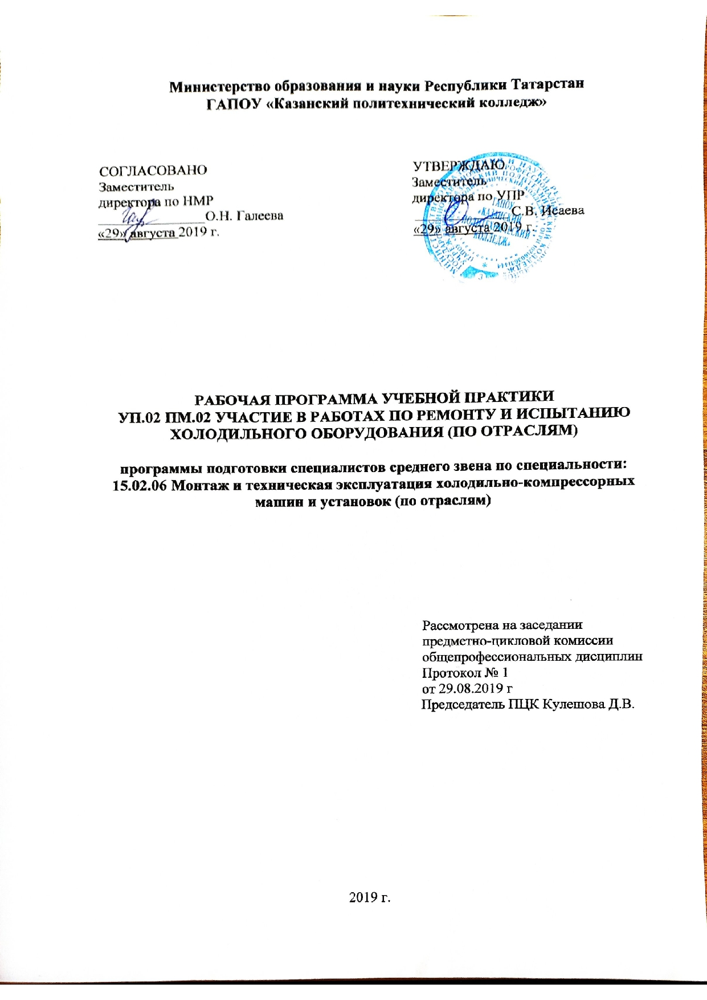 Министерство образования и науки Республики Татарстан
ГАПОУ «Казанский политехнический колледж»
СОГЛАСОВАНО
Заместитель
директора по НМР
О.Н. Галеева
«29» августа 2019 г.
УТВЕРЖДАЮ
Заместитель
директора по УПР
С.В. Исаева
«29» августа 2019 г.
ГАПОУ
«КАЗАНСКИЙ
ПОЛИТЕХНИЧЕСКИЙ
КОЛЛЕДЖ»
РАБОЧАЯ ПРОГРАММА УЧЕБНОЙ ПРАКТИКИ
УП.02 ПМ.02 УЧАСТИЕ В РАБОТАХ ПО РЕМОНТУ И ИСПЫТАНИЮ
ХОЛОДИЛЬНОГО ОБОРУДОВАНИЯ (ПО ОТРАСЛЯМ)
программы подготовки специалистов среднего звена по специальности:
15.02.06 Монтаж и техническая эксплуатация холодильно-компрессорных
машин и установок (по отраслям)
Рассмотрена на заседании
предметно-цикловой комиссии
общепрофессиональных дисциплин
Протокол № 1
от 29.08.2019 г
Председатель ПЦК Кулешова Д.В.
2019 г.